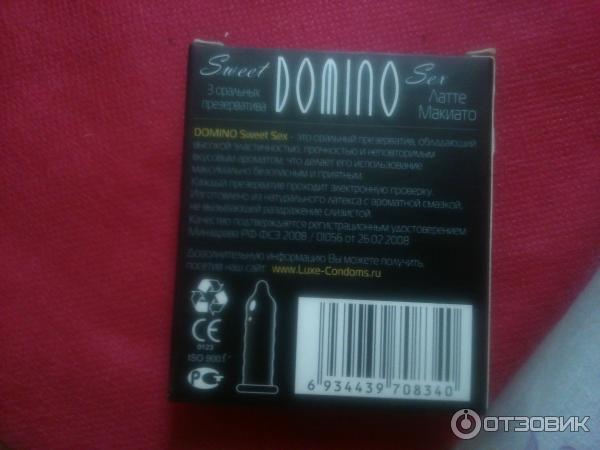 Sweet DOMINO Sex
3 оральных презерватива
Латте Макиато
DOMINO Sweet Sex - это оральный презерватив, обладающий
высокой эластичностью, прочностью и неповторимым
вкусовым ароматом, что делает его использование
максимально безопасным и приятным.
Каждый презерватив проходит электронную проверку.
Изготовлено из натурального латекса с ароматной смазкой,
не вызывающей раздражение слизистой.
Качество подтверждается регистрационным удостоверением
Минздрава РФ ФСЗ 2008 / 01056 от 26.02.2008
Дополнительную информацию Вы можете получить,
посетив наш сайт: www.Luxe-Condoms.ru
CE
0123
ISO 9001
РСТ
6 934439 708340
ОТЗОВИК